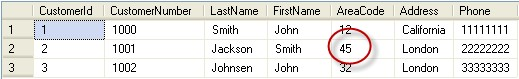 CustomerId CustomerNumber LastName FirstName AreaCode Address Phone
1 1 1000 Smith John 12 California 11111111
2 2 1001 Jackson Smith 45 London 22222222
3 3 1002 Johnsen John 32 London 33333333